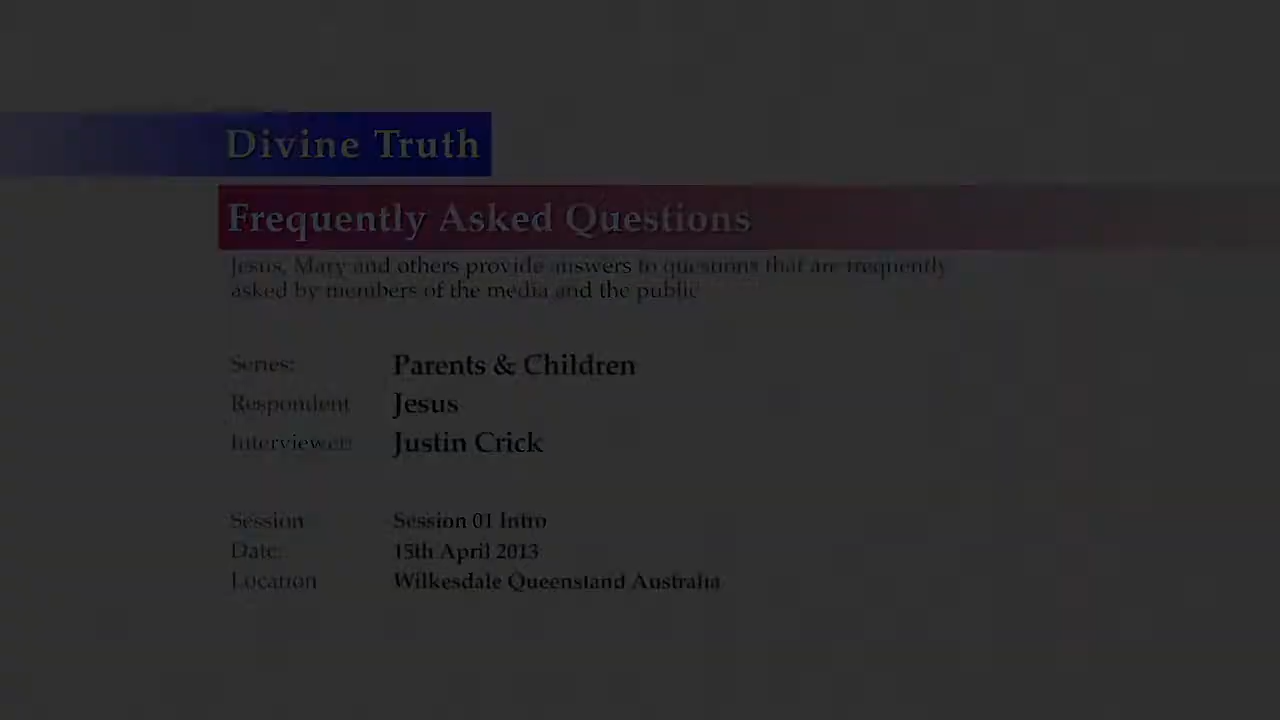 Divine Truth
Frequently Asked Questions
Jesus, Mary and others provide answers to questions that are frequently
asked by members of the media and the public
Series: Parents & Children
Respondent Jesus
Interviewer: Justin Crick
Session Session 01 Intro
Date: 15th April 2013
Location Wilkesdale Queensland Australia